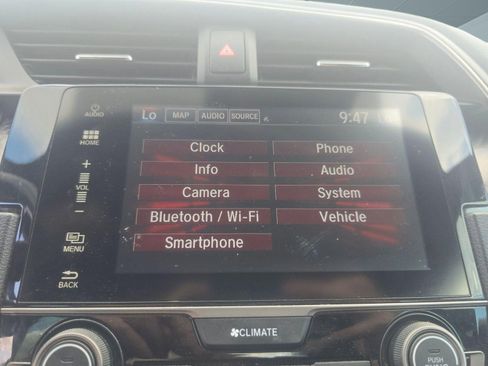 AUDIO
Lo MAP AUDIO SOURCE 9:47
HOME
Clock Phone
+
Info Audio
VOL
Camera System
−
Bluetooth / Wi-Fi Vehicle
MENU
Smartphone
BACK
CLIMATE
PUSH